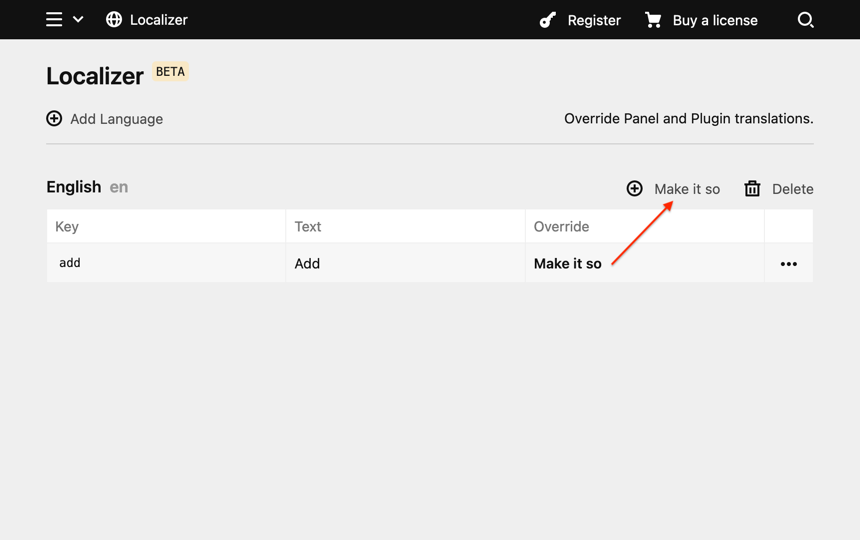 Localizer Register Buy a license
Localizer BETA
Add Language Override Panel and Plugin translations.
English en Make it so Delete
Key Text Override
add Add Make it so